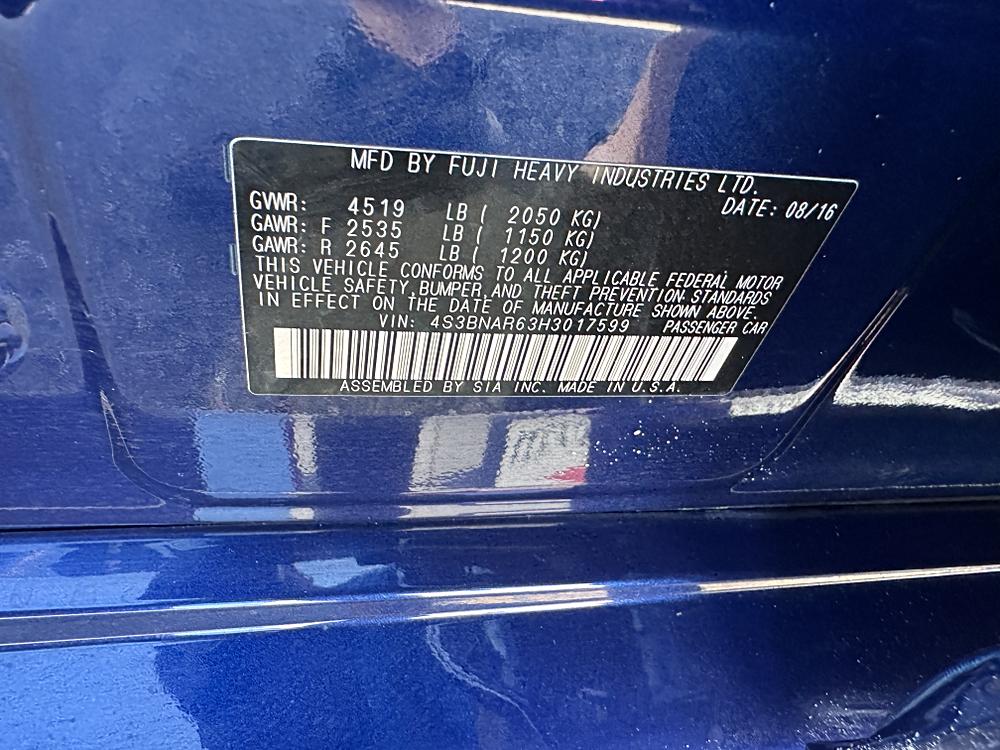 MFD BY FUJI HEAVY INDUSTRIES LTD.
DATE: 08/16
GVWR: 4519 LB ( 2050 KG)
GAWR: F 2535 LB ( 1150 KG)
GAWR: R 2645 LB ( 1200 KG)
THIS VEHICLE CONFORMS TO ALL APPLICABLE FEDERAL MOTOR
VEHICLE SAFETY, BUMPER, AND THEFT PREVENTION STANDARDS
IN EFFECT ON THE DATE OF MANUFACTURE SHOWN ABOVE.
VIN: 4S3BNAR63H3017599 PASSENGER CAR
ASSEMBLED BY SIA INC. MADE IN U.S.A.